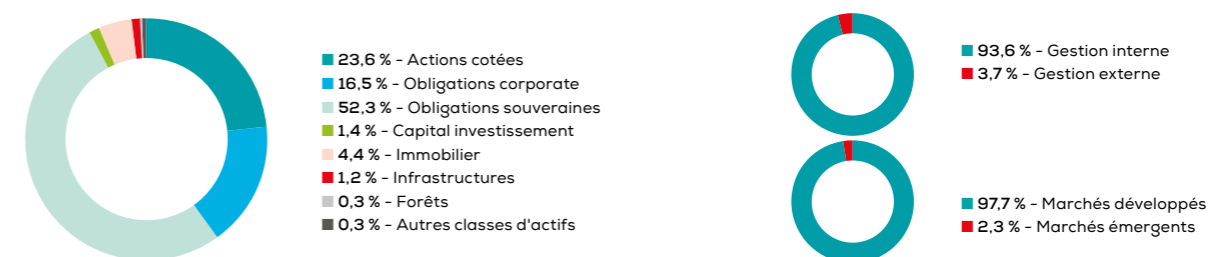 23,6 % - Actions cotées
16,5 % - Obligations corporate
52,3 % - Obligations souveraines
1,4 % - Capital investissement
4,4 % - Immobilier
1,2 % - Infrastructures
0,3 % - Forêts
0,3 % - Autres classes d'actifs
93,6 % - Gestion interne
3,7 % - Gestion externe
97,7 % - Marchés développés
2,3 % - Marchés émergents